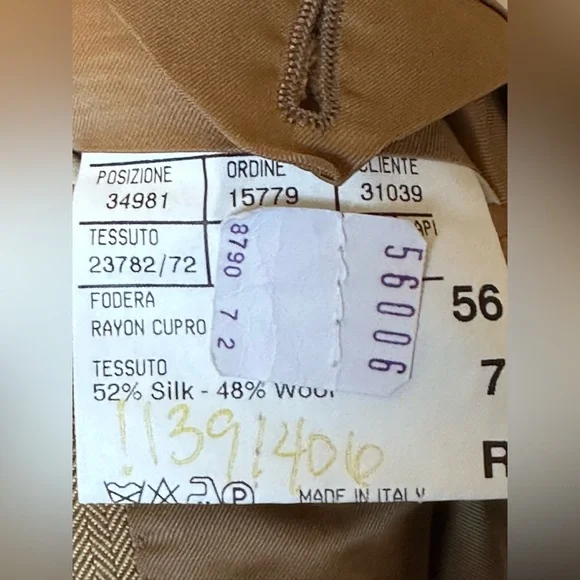 POSIZIONE ORDINE CLIENTE
34981 15779 31039
TESSUTO API
23782/72
8790 72
56006
FODERA
RAYON CUPRO
56
7
R
TESSUTO
52% Silk - 48% Wool
11391406
P
MADE IN ITALY